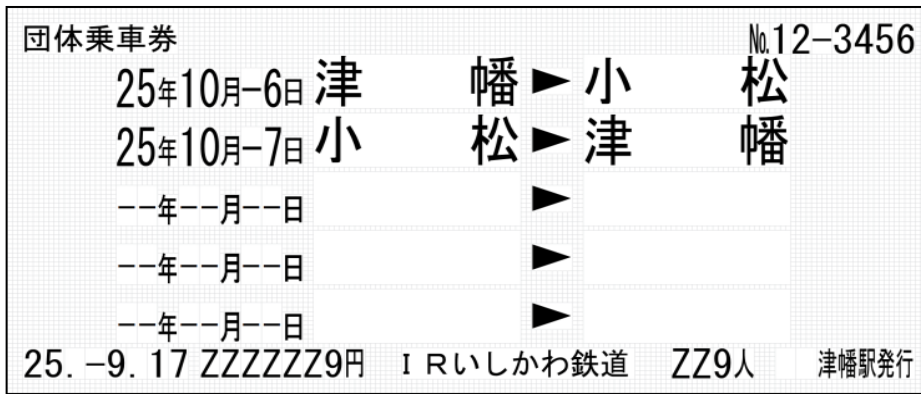 団体乗車券 №12-3456
25年10月-6日 津幡 ► 小松
25年10月-7日 小松 ► 津幡
--年--月--日 ►
--年--月--日 ►
--年--月--日 ►
25.-9.17 ZZZZZZZ9円 IRいしかわ鉄道 ZZ9人 津幡駅発行